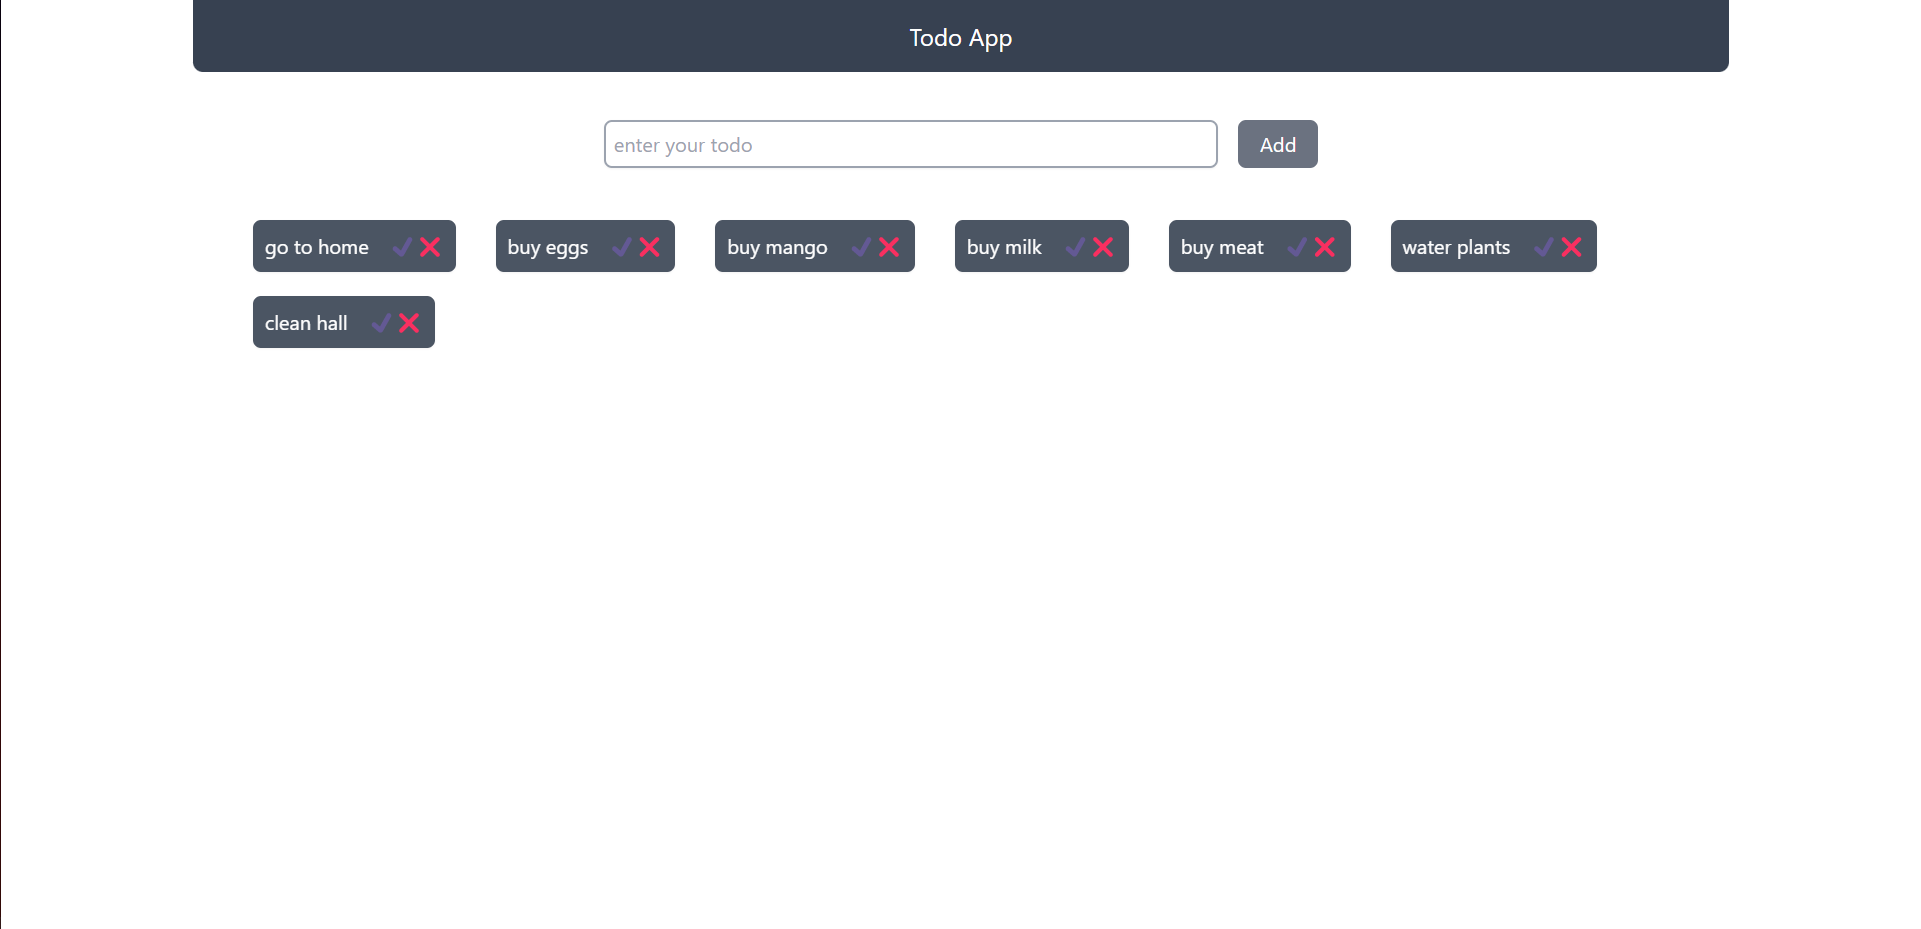 Todo App
enter your todo
Add
go to home ✔❌ buy eggs ✔❌ buy mango ✔❌ buy milk ✔❌ buy meat ✔❌ water plants ✔❌
clean hall ✔❌